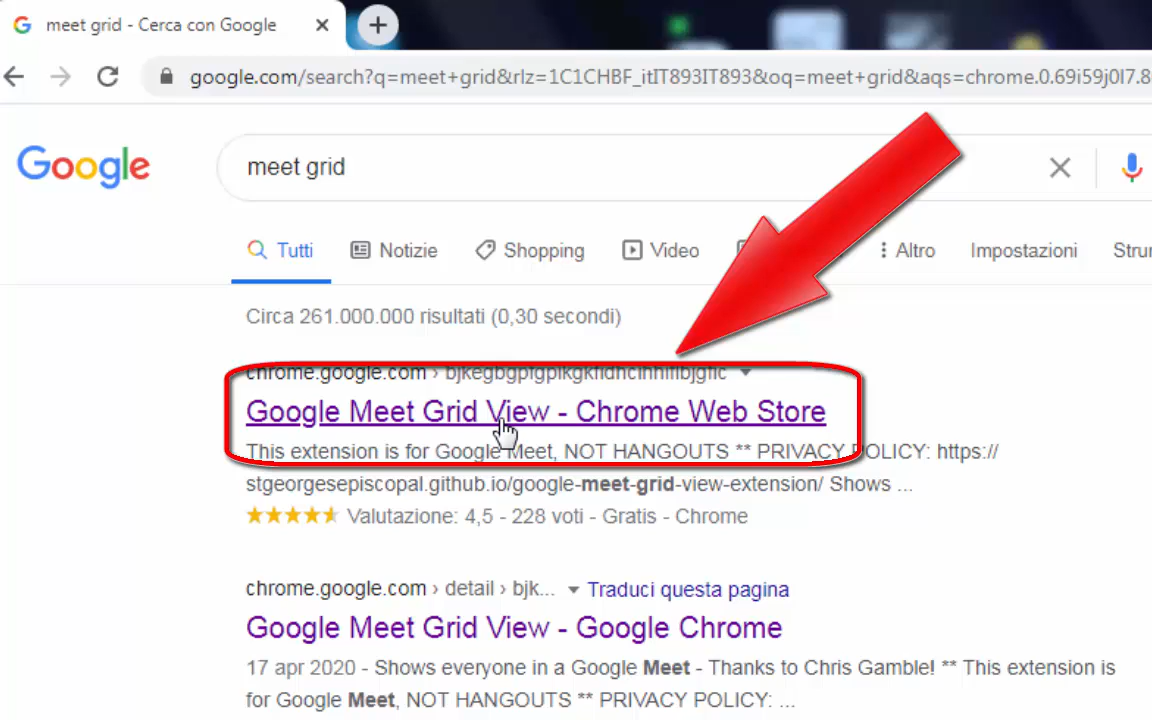 meet grid - Cerca con Google
google.com/search?q=meet+grid&rlz=1C1CHBF_itIT893IT893&oq=meet+grid&aqs=chrome.0.69i59j0l7.8
Google
meet grid
Tutti Notizie Shopping Video Altro Impostazioni Stru
Circa 261.000.000 risultati (0,30 secondi)
chrome.google.com ›
Google Meet Grid View - Chrome Web Store
This extension is for Google Meet, NOT HANGOUTS ** PRIVACY POLICY: https://
stgeorgesepiscopal.github.io/google-meet-grid-view-extension/ Shows ...
Valutazione: 4,5 - 228 voti - Gratis - Chrome
chrome.google.com › detail › bjk... Traduci questa pagina
Google Meet Grid View - Google Chrome
17 apr 2020 - Shows everyone in a Google Meet - Thanks to Chris Gamble! ** This extension is
for Google Meet, NOT HANGOUTS ** PRIVACY POLICY: ...